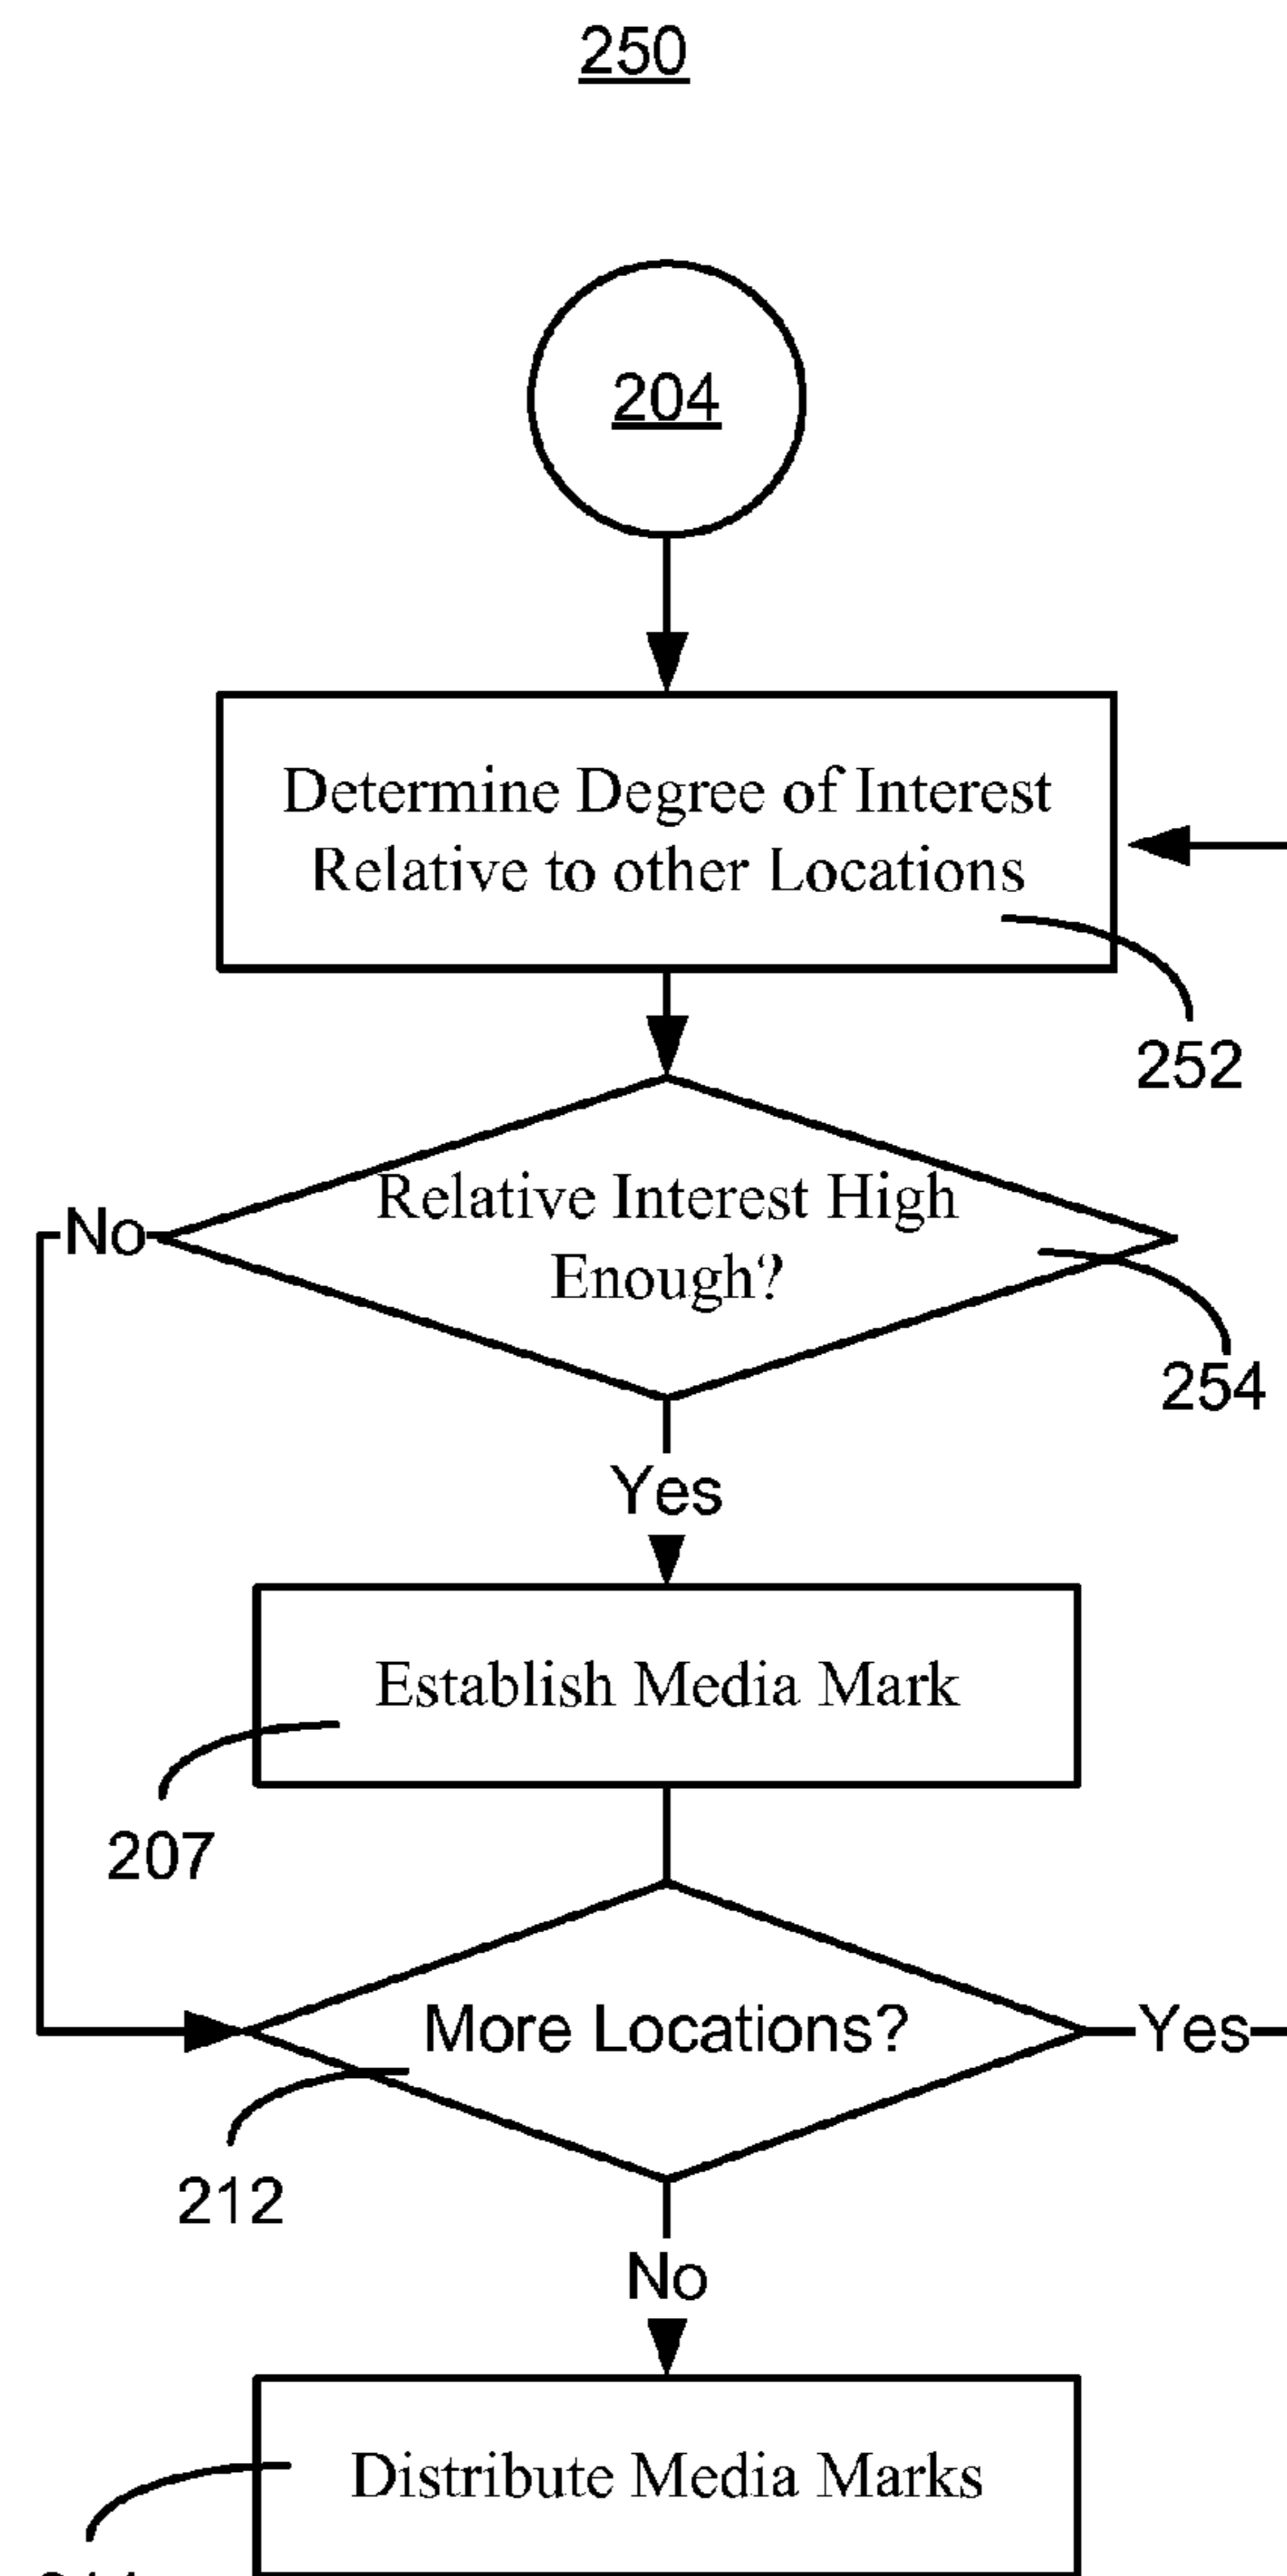 250
204
Determine Degree of Interest
Relative to other Locations
252
No
Relative Interest High
Enough?
254
Yes
Establish Media Mark
207
More Locations?
Yes
212
No
Distribute Media Marks